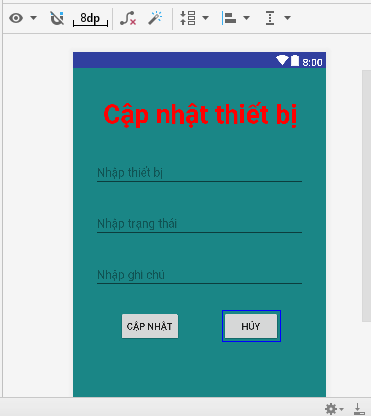 8dp
8:00
Cập nhật thiết bị
Nhập thiết bị
Nhập trạng thái
Nhập ghi chú
CẬP NHẬT HỦY